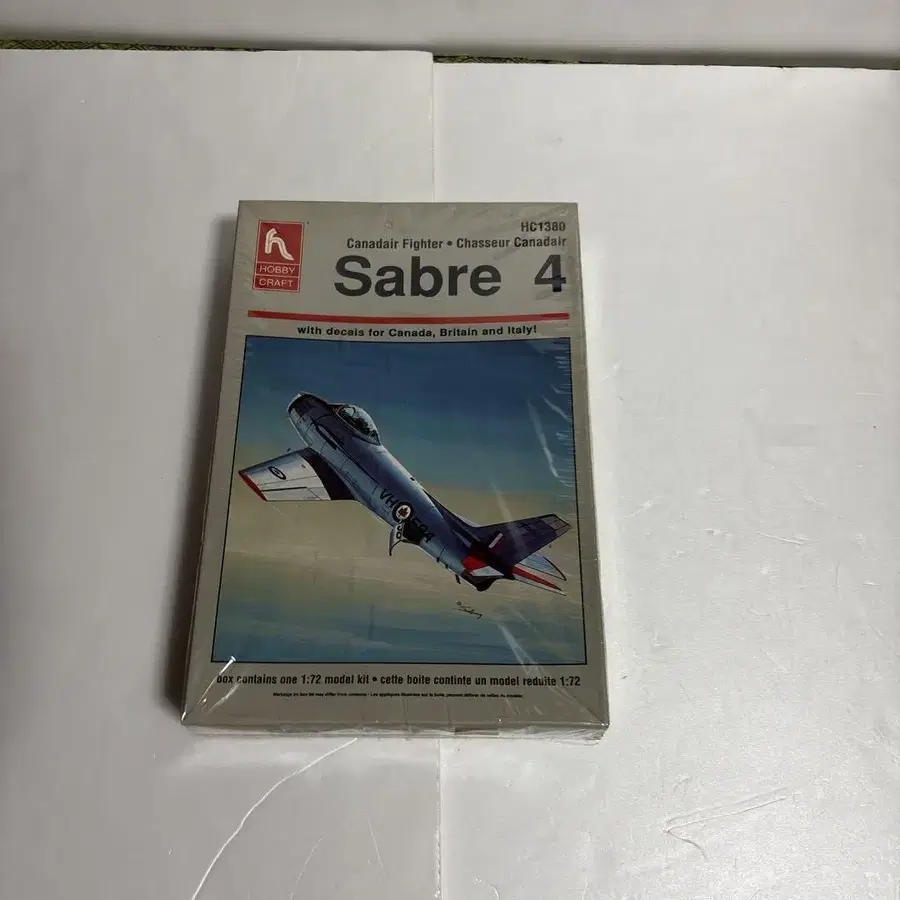 HC1380
Canadair Fighter • Chasseur Canadair
HOBBY
CRAFT
Sabre 4
with decals for Canada, Britain and Italy!
VH
box contains one 1:72 model kit • cette boite continte un model reduite 1:72